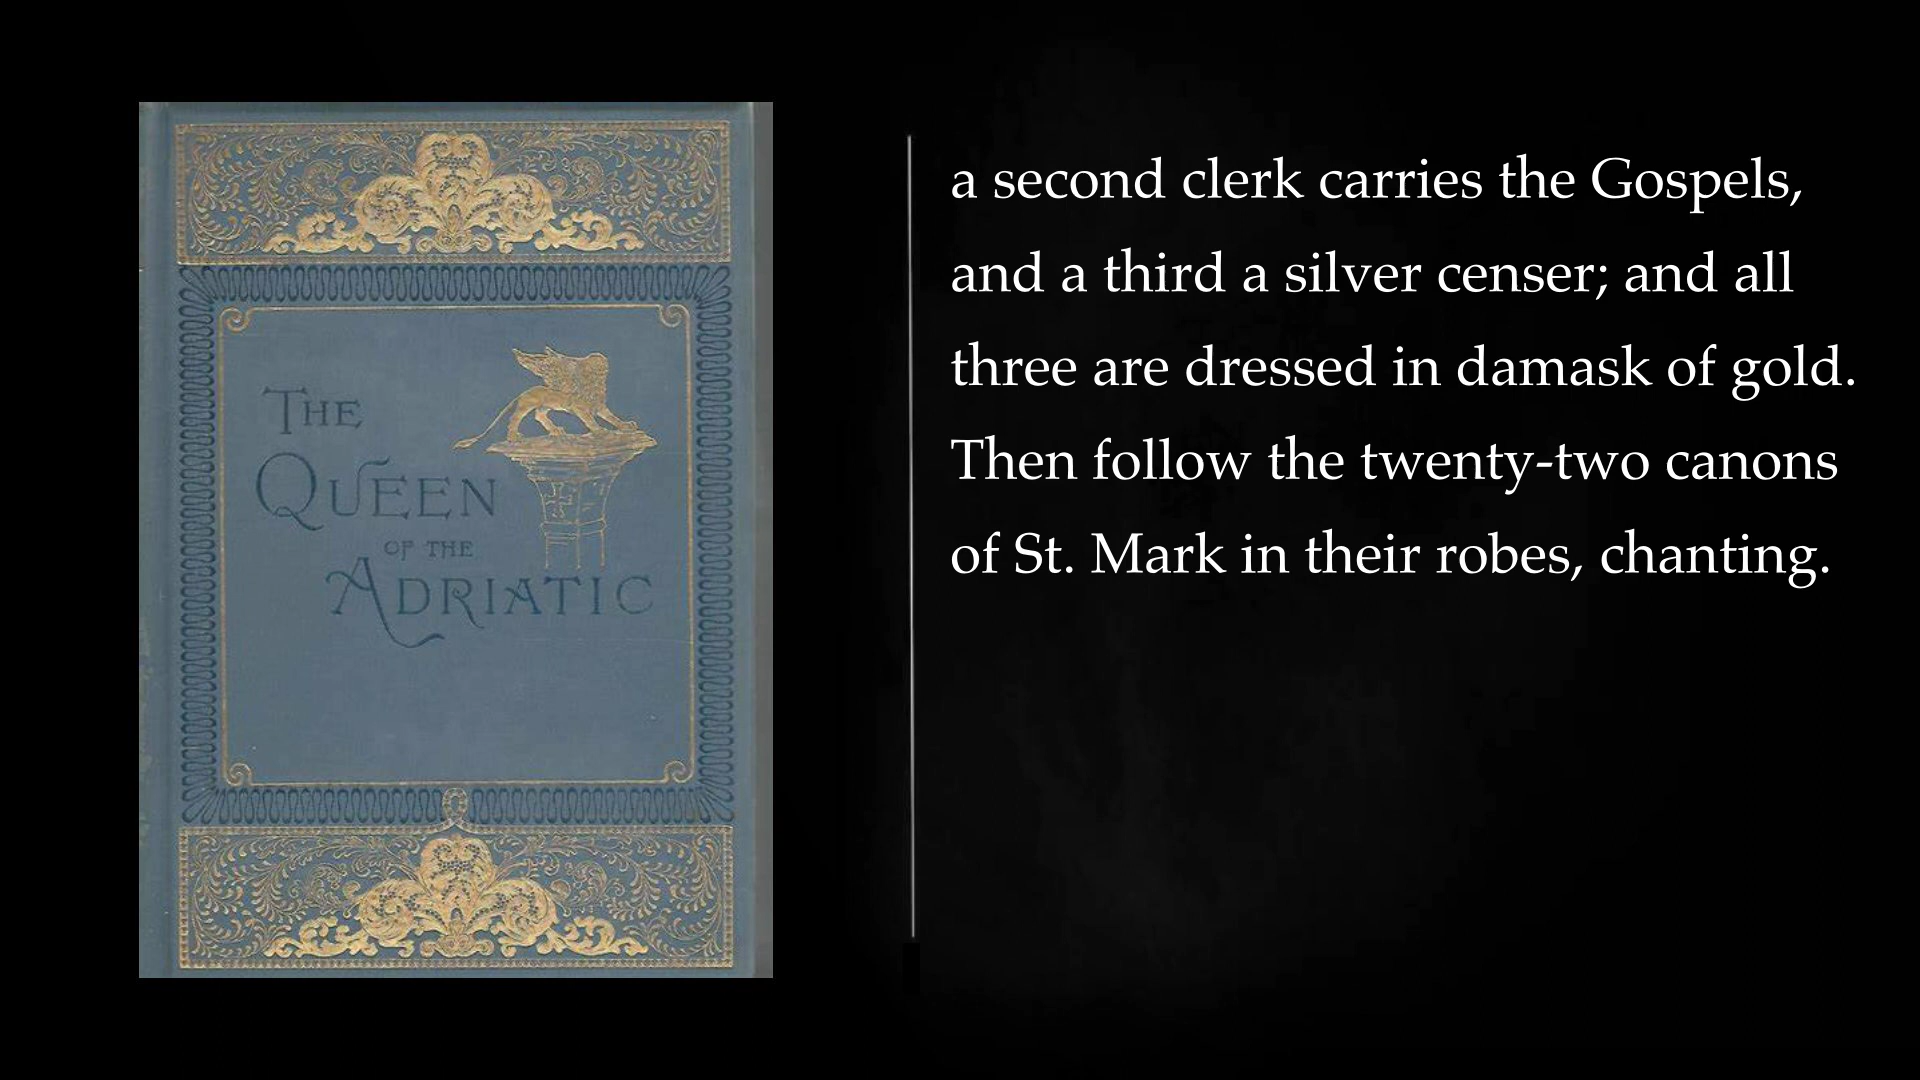 The
Queen
of the
Adriatic
a second clerk carries the Gospels,
and a third a silver censer; and all
three are dressed in damask of gold.
Then follow the twenty-two canons
of St. Mark in their robes, chanting.